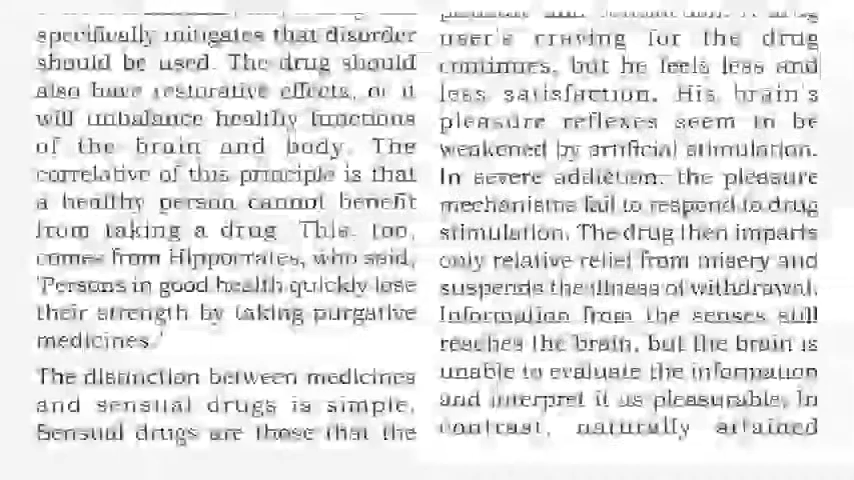 specifically mitigates that disorder
should be used. The drug should
also have restorative effects, or it
will unbalance healthy functions
of the brain and body. The
correlative of this principle is that
a healthy person cannot benefit
from taking a drug. This, too,
comes from Hippocrates, who said,
'Persons in good health quickly lose
their strength by taking purgative
medicines.'
The distinction between medicines
and sensual drugs is simple.
Sensual drugs are those that the
user's craving for the drug
continues, but he feels less and
less satisfaction. His brain's
pleasure reflexes seem to be
weakened by artificial stimulation.
In severe addiction, the pleasure
mechanisms fail to respond to drug
stimulation. The drug then imparts
only relative relief from misery and
suspends the illness of withdrawal.
Information from the senses still
reaches the brain, but the brain is
unable to evaluate the information
and interpret it as pleasurable. In
contrast, naturally attained